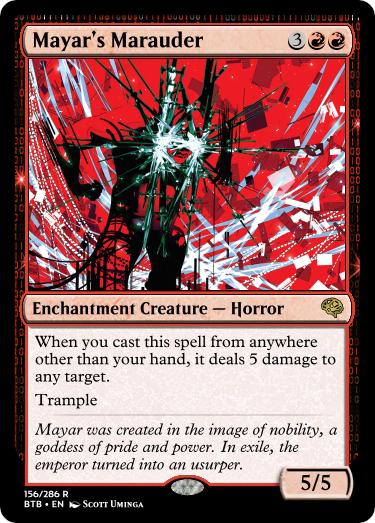 Mayar's Marauder 3
Enchantment Creature — Horror
When you cast this spell from anywhere
other than your hand, it deals 5 damage to
any target.
Trample
Mayar was created in the image of nobility, a
goddess of pride and power. In exile, the
emperor turned into an usurper.
5/5
156/286 R
BTB • EN Scott Uminga